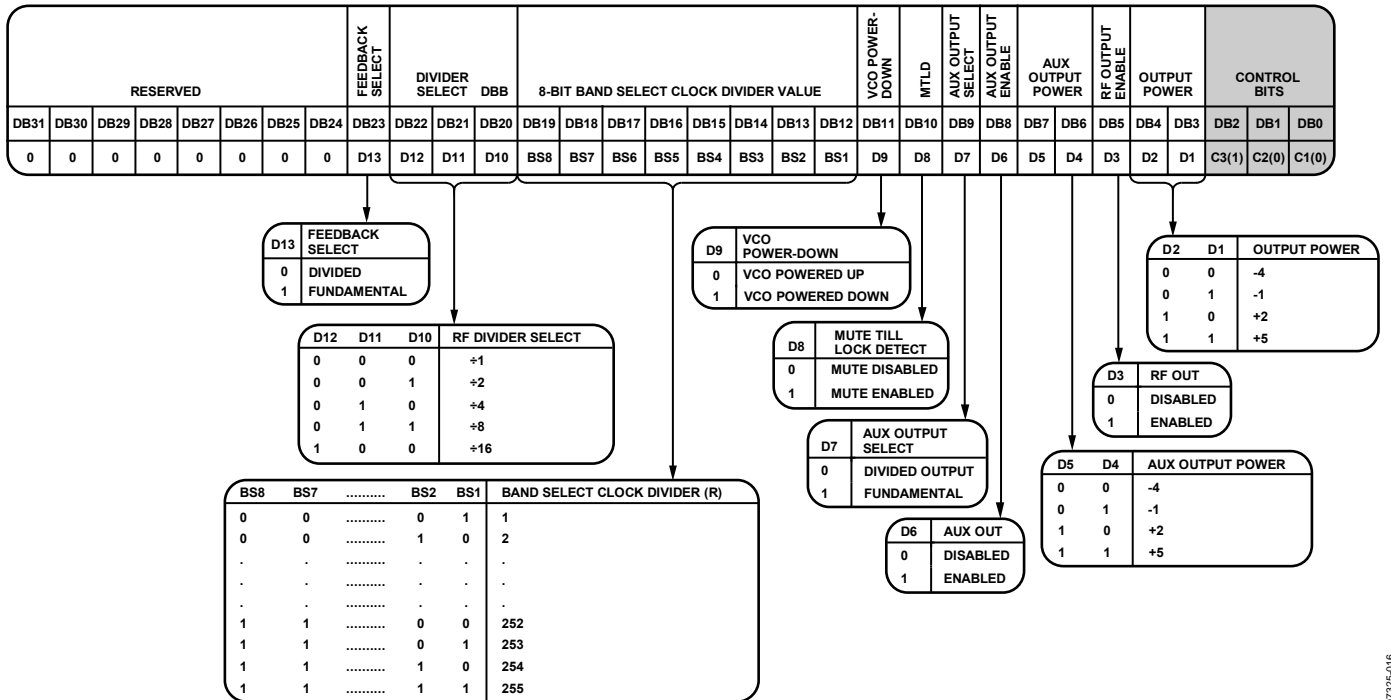 RESERVED
FEEDBACK
SELECT
DIVIDER
SELECT DBB
8-BIT BAND SELECT CLOCK DIVIDER VALUE
VCO POWER-
DOWN
MTLD
AUX OUTPUT
SELECT
AUX OUTPUT
ENABLE
AUX
OUTPUT
POWER
RF OUTPUT
ENABLE
OUTPUT
POWER
CONTROL
BITS
DB31 DB30 DB29 DB28 DB27 DB26 DB25 DB24 DB23 DB22 DB21 DB20 DB19 DB18 DB17 DB16 DB15 DB14 DB13 DB12 DB11 DB10 DB9 DB8 DB7 DB6 DB5 DB4 DB3 DB2 DB1 DB0
0 0 0 0 0 0 0 0 D13 D12 D11 D10 BS8 BS7 BS6 BS5 BS4 BS3 BS2 BS1 D9 D8 D7 D6 D5 D4 D3 D2 D1 C3(1) C2(0) C1(0)
D13 FEEDBACK
SELECT
0 DIVIDED
1 FUNDAMENTAL
D9 VCO
POWER-DOWN
0 VCO POWERED UP
1 VCO POWERED DOWN
D2 D1 OUTPUT POWER
0 0 -4
0 1 -1
1 0 +2
1 1 +5
D12 D11 D10 RF DIVIDER SELECT
0 0 0 ÷1
0 0 1 ÷2
0 1 0 ÷4
0 1 1 ÷8
1 0 0 ÷16
D8 MUTE TILL
LOCK DETECT
0 MUTE DISABLED
1 MUTE ENABLED
D3 RF OUT
0 DISABLED
1 ENABLED
D7 AUX OUTPUT
SELECT
0 DIVIDED OUTPUT
1 FUNDAMENTAL
D5 D4 AUX OUTPUT POWER
0 0 -4
0 1 -1
1 0 +2
1 1 +5
BS8 BS7 .......... BS2 BS1 BAND SELECT CLOCK DIVIDER (R)
0 0 .......... 0 1 1
0 0 .......... 1 0 2
. . .......... . . .
. . .......... . . .
. . .......... . . .
1 1 .......... 0 0 252
1 1 .......... 0 1 253
1 1 .......... 1 0 254
1 1 .......... 1 1 255
D6 AUX OUT
0 DISABLED
1 ENABLED